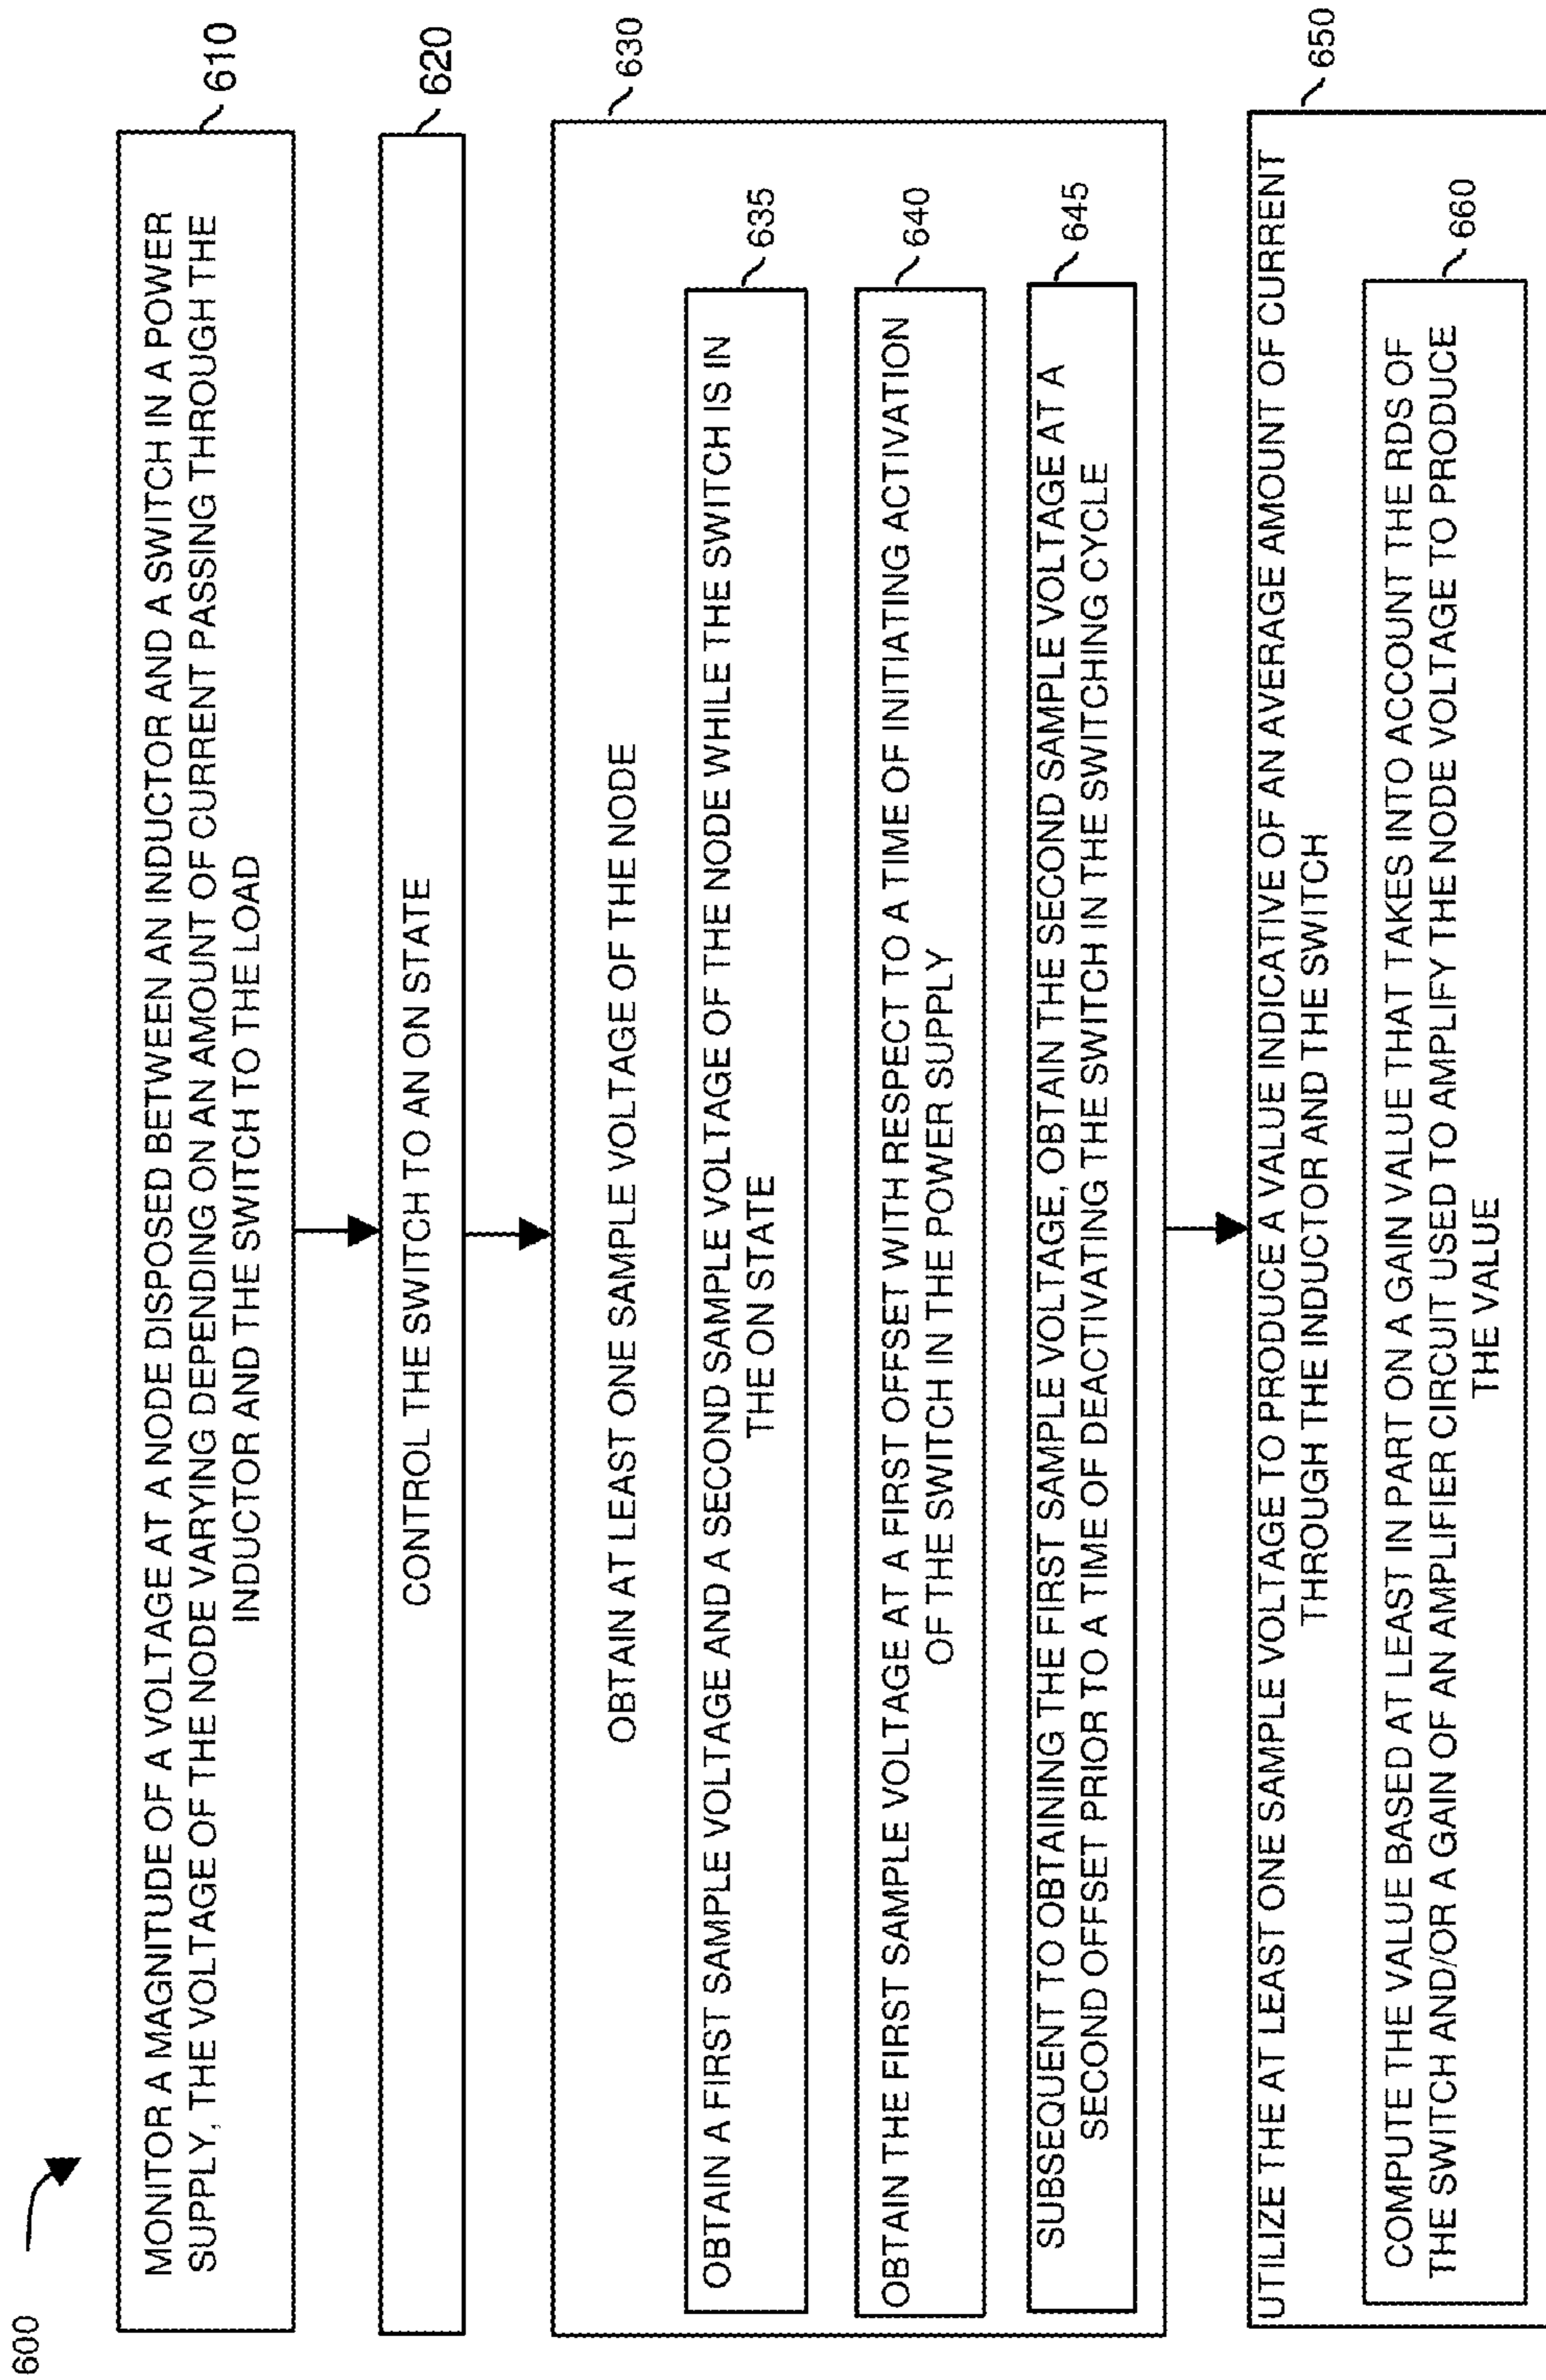 600
MONITOR A MAGNITUDE OF A VOLTAGE AT A NODE DISPOSED BETWEEN AN INDUCTOR AND A SWITCH IN A POWER
SUPPLY, THE VOLTAGE OF THE NODE VARYING DEPENDING ON AN AMOUNT OF CURRENT PASSING THROUGH THE
INDUCTOR AND THE SWITCH TO THE LOAD
610
CONTROL THE SWITCH TO AN ON STATE
620
OBTAIN AT LEAST ONE SAMPLE VOLTAGE OF THE NODE
630
OBTAIN A FIRST SAMPLE VOLTAGE AND A SECOND SAMPLE VOLTAGE OF THE NODE WHILE THE SWITCH IS IN
THE ON STATE
635
OBTAIN THE FIRST SAMPLE VOLTAGE AT A FIRST OFFSET WITH RESPECT TO A TIME OF INITIATING ACTIVATION
OF THE SWITCH IN THE POWER SUPPLY
640
SUBSEQUENT TO OBTAINING THE FIRST SAMPLE VOLTAGE, OBTAIN THE SECOND SAMPLE VOLTAGE AT A
SECOND OFFSET PRIOR TO A TIME OF DEACTIVATING THE SWITCH IN THE SWITCHING CYCLE
645
UTILIZE THE AT LEAST ONE SAMPLE VOLTAGE TO PRODUCE A VALUE INDICATIVE OF AN AVERAGE AMOUNT OF CURRENT
THROUGH THE INDUCTOR AND THE SWITCH
650
COMPUTE THE VALUE BASED AT LEAST IN PART ON A GAIN VALUE THAT TAKES INTO ACCOUNT THE RDS OF
THE SWITCH AND/OR A GAIN OF AN AMPLIFIER CIRCUIT USED TO AMPLIFY THE NODE VOLTAGE TO PRODUCE
THE VALUE
660